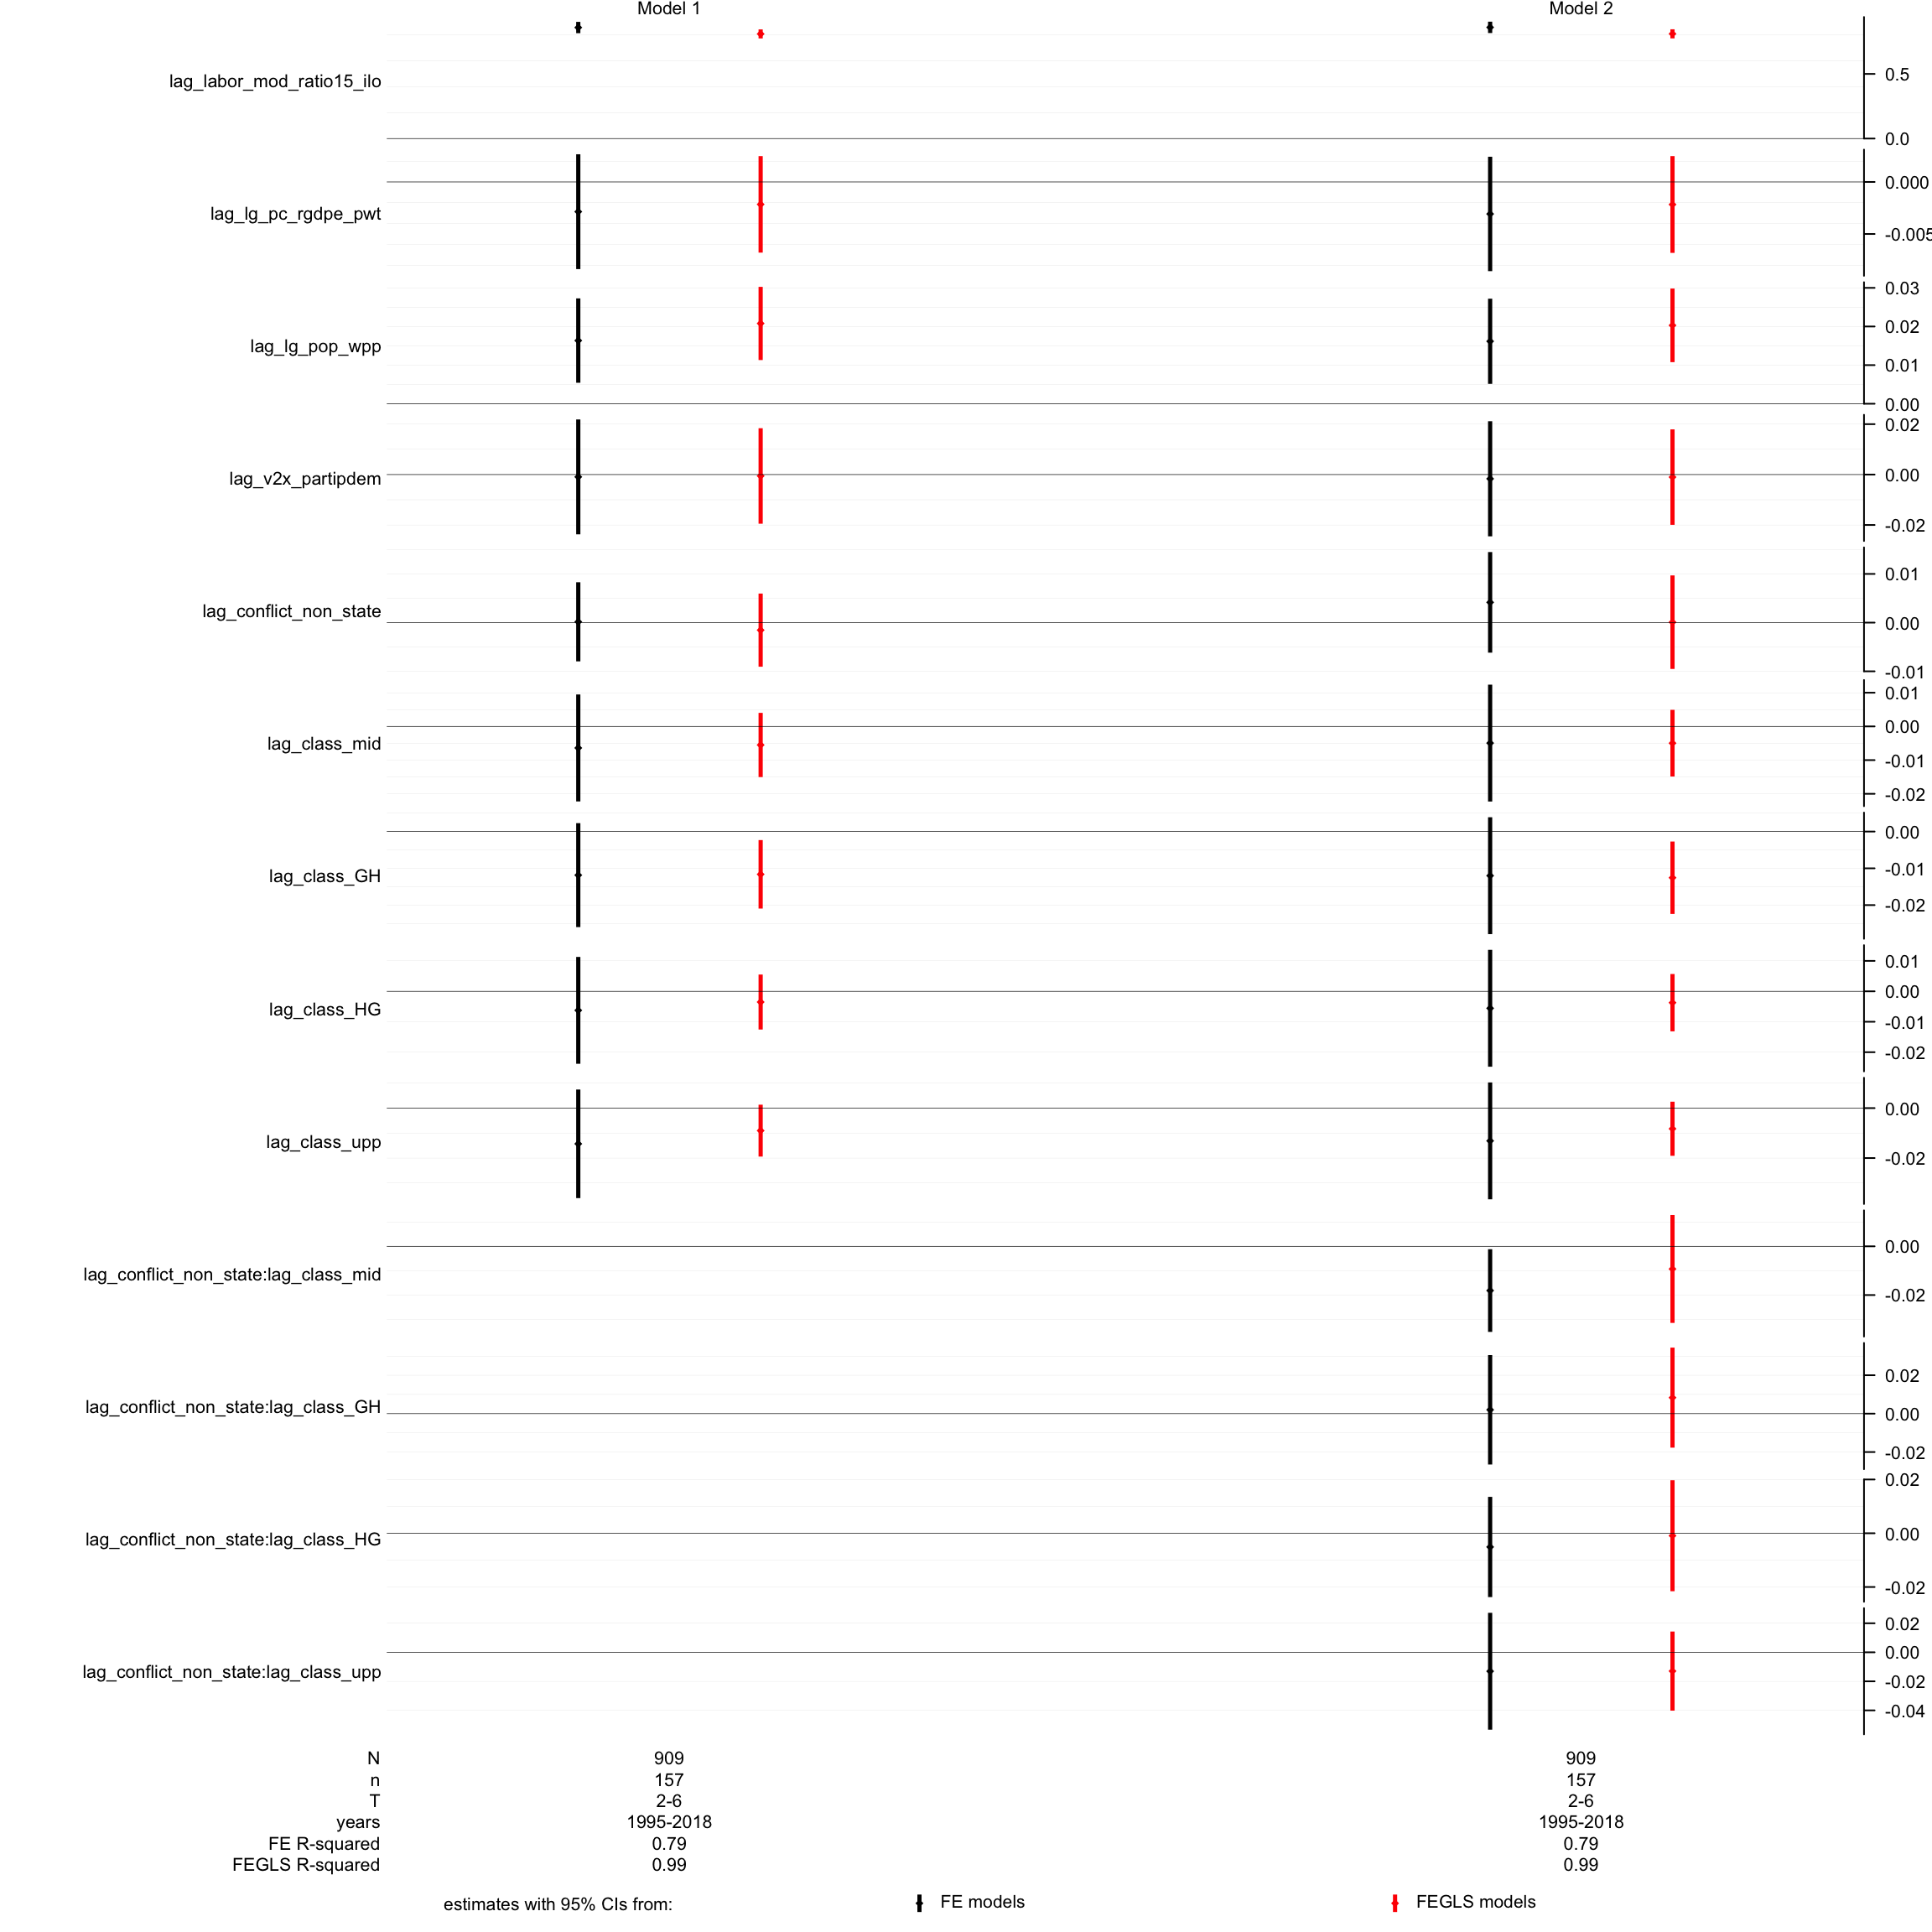 Model 1 Model 2
lag_labor_mod_ratio15_ilo 0.5
0.0
lag_lg_pc_rgdpe_pwt 0.000
-0.005
lag_lg_pop_wpp 0.03
0.02
0.01
0.00
lag_v2x_partipdem 0.02
0.00
-0.02
lag_conflict_non_state 0.01
0.00
-0.01
lag_class_mid 0.01
0.00
-0.01
-0.02
lag_class_GH 0.00
-0.01
-0.02
lag_class_HG 0.01
0.00
-0.01
-0.02
lag_class_upp 0.00
-0.02
lag_conflict_non_state:lag_class_mid 0.00
-0.02
lag_conflict_non_state:lag_class_GH 0.02
0.00
-0.02
lag_conflict_non_state:lag_class_HG 0.02
0.00
-0.02
lag_conflict_non_state:lag_class_upp 0.02
0.00
-0.02
-0.04
N 909 909
n 157 157
T 2-6 2-6
years 1995-2018 1995-2018
FE R-squared 0.79 0.79
FEGLS R-squared 0.99 0.99
estimates with 95% CIs from: FE models FEGLS models